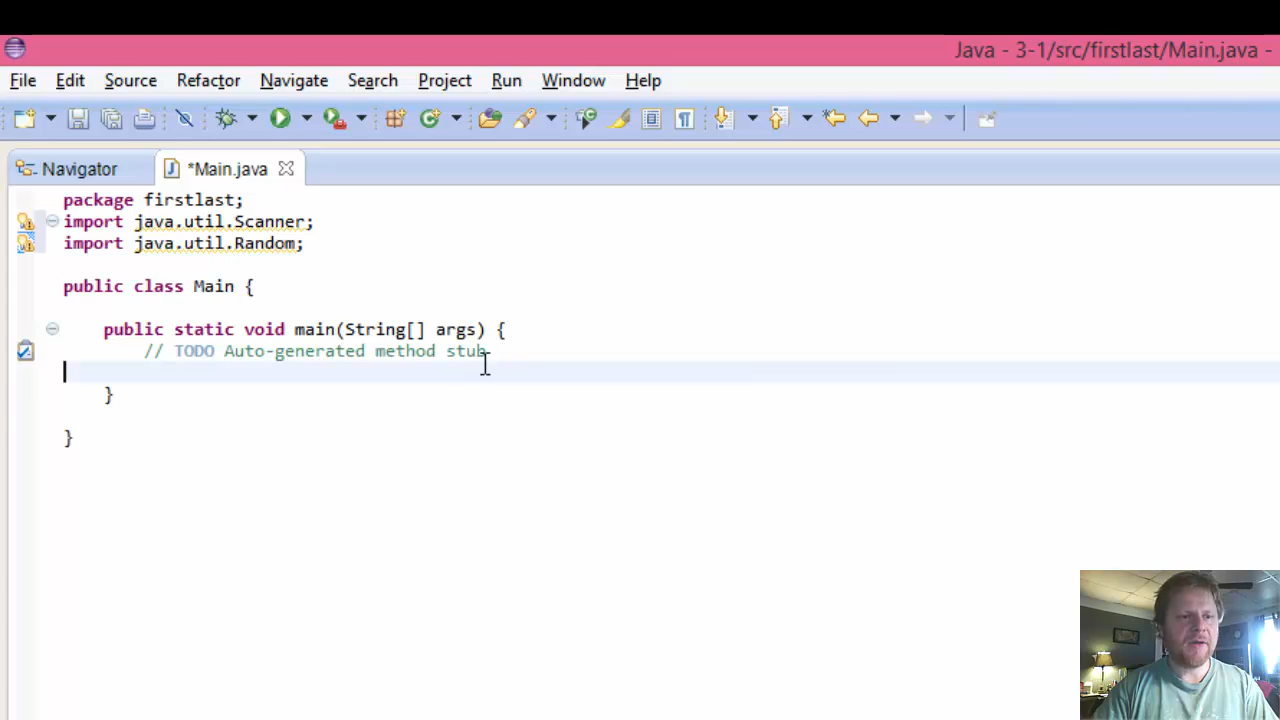 Java - 3-1/src/firstlast/Main.java -
File Edit Source Refactor Navigate Search Project Run Window Help
Navigator *Main.java
package firstlast;
import java.util.Scanner;
import java.util.Random;
public class Main {
public static void main(String[] args) {
// TODO Auto-generated method stub
}
}